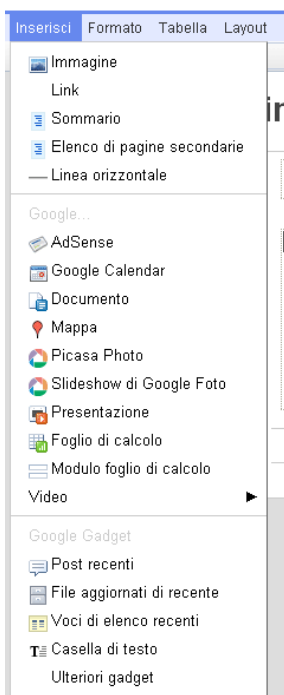 Inserisci Formato Tabella Layout
Immagine
Link
Sommario
Elenco di pagine secondarie
Linea orizzontale
Google...
AdSense
Google Calendar
Documento
Mappa
Picasa Photo
Slideshow di Google Foto
Presentazione
Foglio di calcolo
Modulo foglio di calcolo
Video
Google Gadget
Post recenti
File aggiornati di recente
Voci di elenco recenti
Casella di testo
Ulteriori gadget